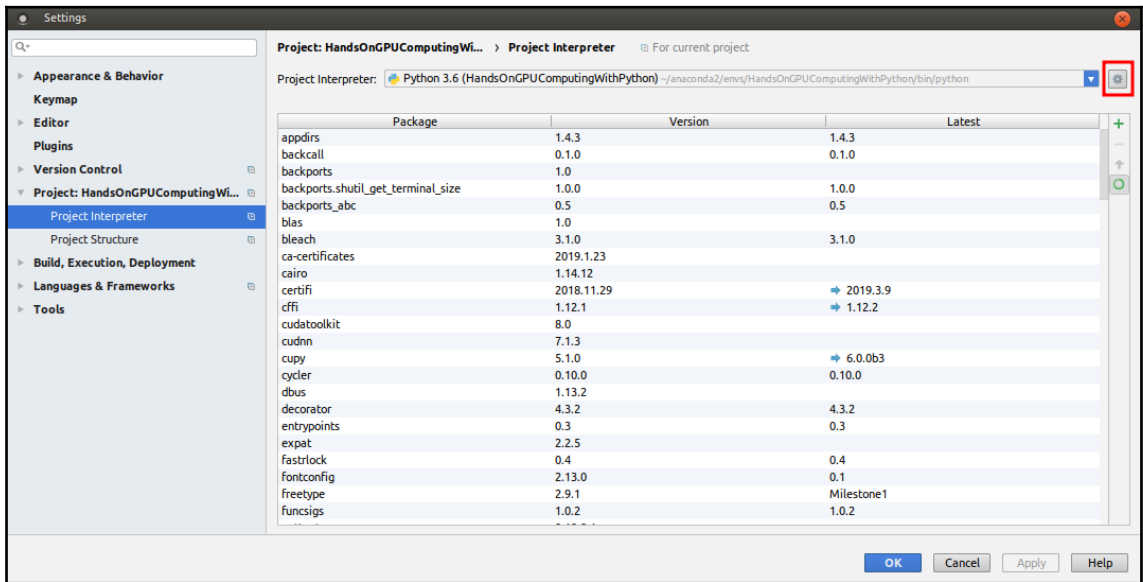 Settings
Project: HandsOnGPUComputingWi... › Project Interpreter For current project
Appearance & Behavior
Keymap
Editor
Plugins
Version Control
Project: HandsOnGPUComputingWi...
Project Interpreter
Project Structure
Build, Execution, Deployment
Languages & Frameworks
Tools
Project Interpreter: Python 3.6 (HandsOnGPUComputingWithPython) ~/anaconda2/envs/HandsOnGPUComputingWithPython/bin/python
Package Version Latest
appdirs 1.4.3 1.4.3
backcall 0.1.0 0.1.0
backports 1.0
backports.shutil_get_terminal_size 1.0.0 1.0.0
backports_abc 0.5 0.5
blas 1.0
bleach 3.1.0 3.1.0
ca-certificates 2019.1.23
cairo 1.14.12
certifi 2018.11.29 2019.3.9
cffi 1.12.1 1.12.2
cudatoolkit 8.0
cudnn 7.1.3
cupy 5.1.0 6.0.0b3
cycler 0.10.0 0.10.0
dbus 1.13.2
decorator 4.3.2 4.3.2
entrypoints 0.3 0.3
expat 2.2.5
fastrlock 0.4 0.4
fontconfig 2.13.0 0.1
freetype 2.9.1 Milestone1
funcsigs 1.0.2 1.0.2
OK Cancel Apply Help